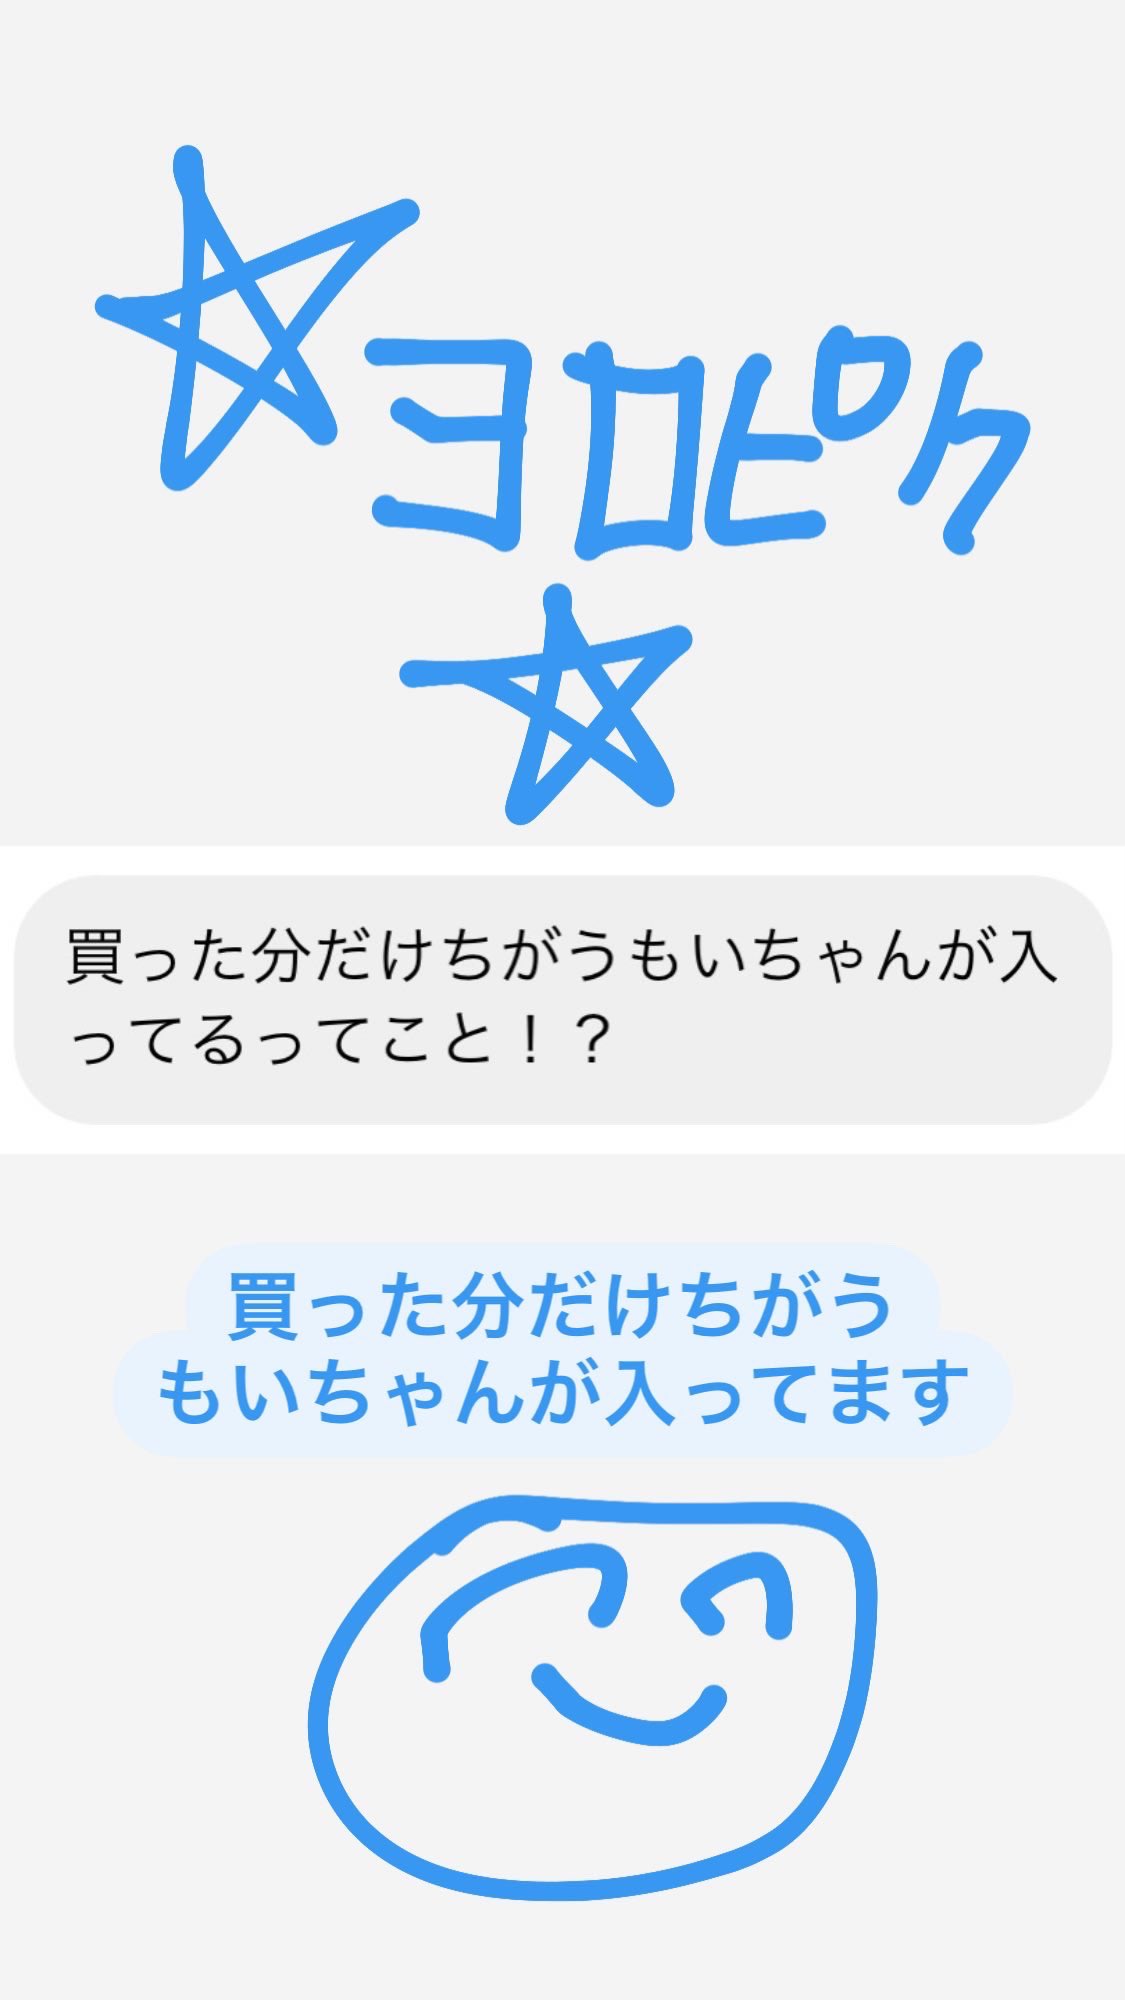 ヨロピク
買った分だけちがうもいちゃんが入
ってるってこと！？
買った分だけちがう
もいちゃんが入ってます